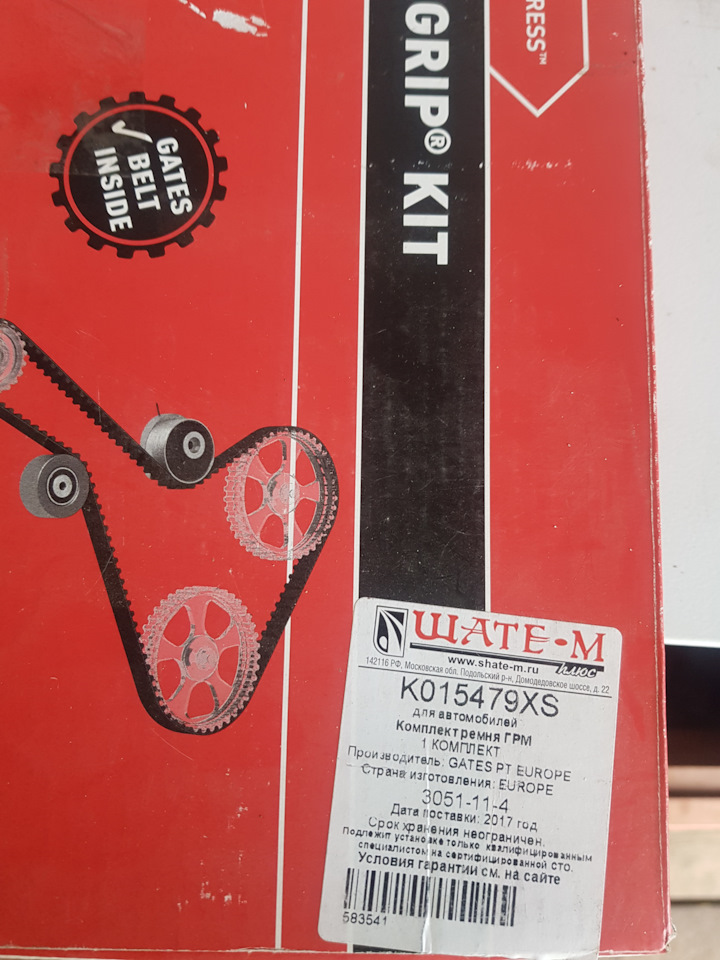 RESS™
GRIP® KIT
GATES
BELT
INSIDE
ШАТЕ-М
плюс
www.shate-m.ru
142116 РФ, Московская обл. Подольский р-н, Домодедовское шоссе, д. 22
K015479XS
для автомобилей
Комплект ремня ГРМ
1 КОМПЛЕКТ
Производитель: GATES PT EUROPE
Страна изготовления: EUROPE
3051-11-4
Дата поставки: 2017 год
Срок хранения неограничен.
Подлежит установке только квалифицированным
специалистом на сертифицированной СТО.
Условия гарантии см. на сайте
583541